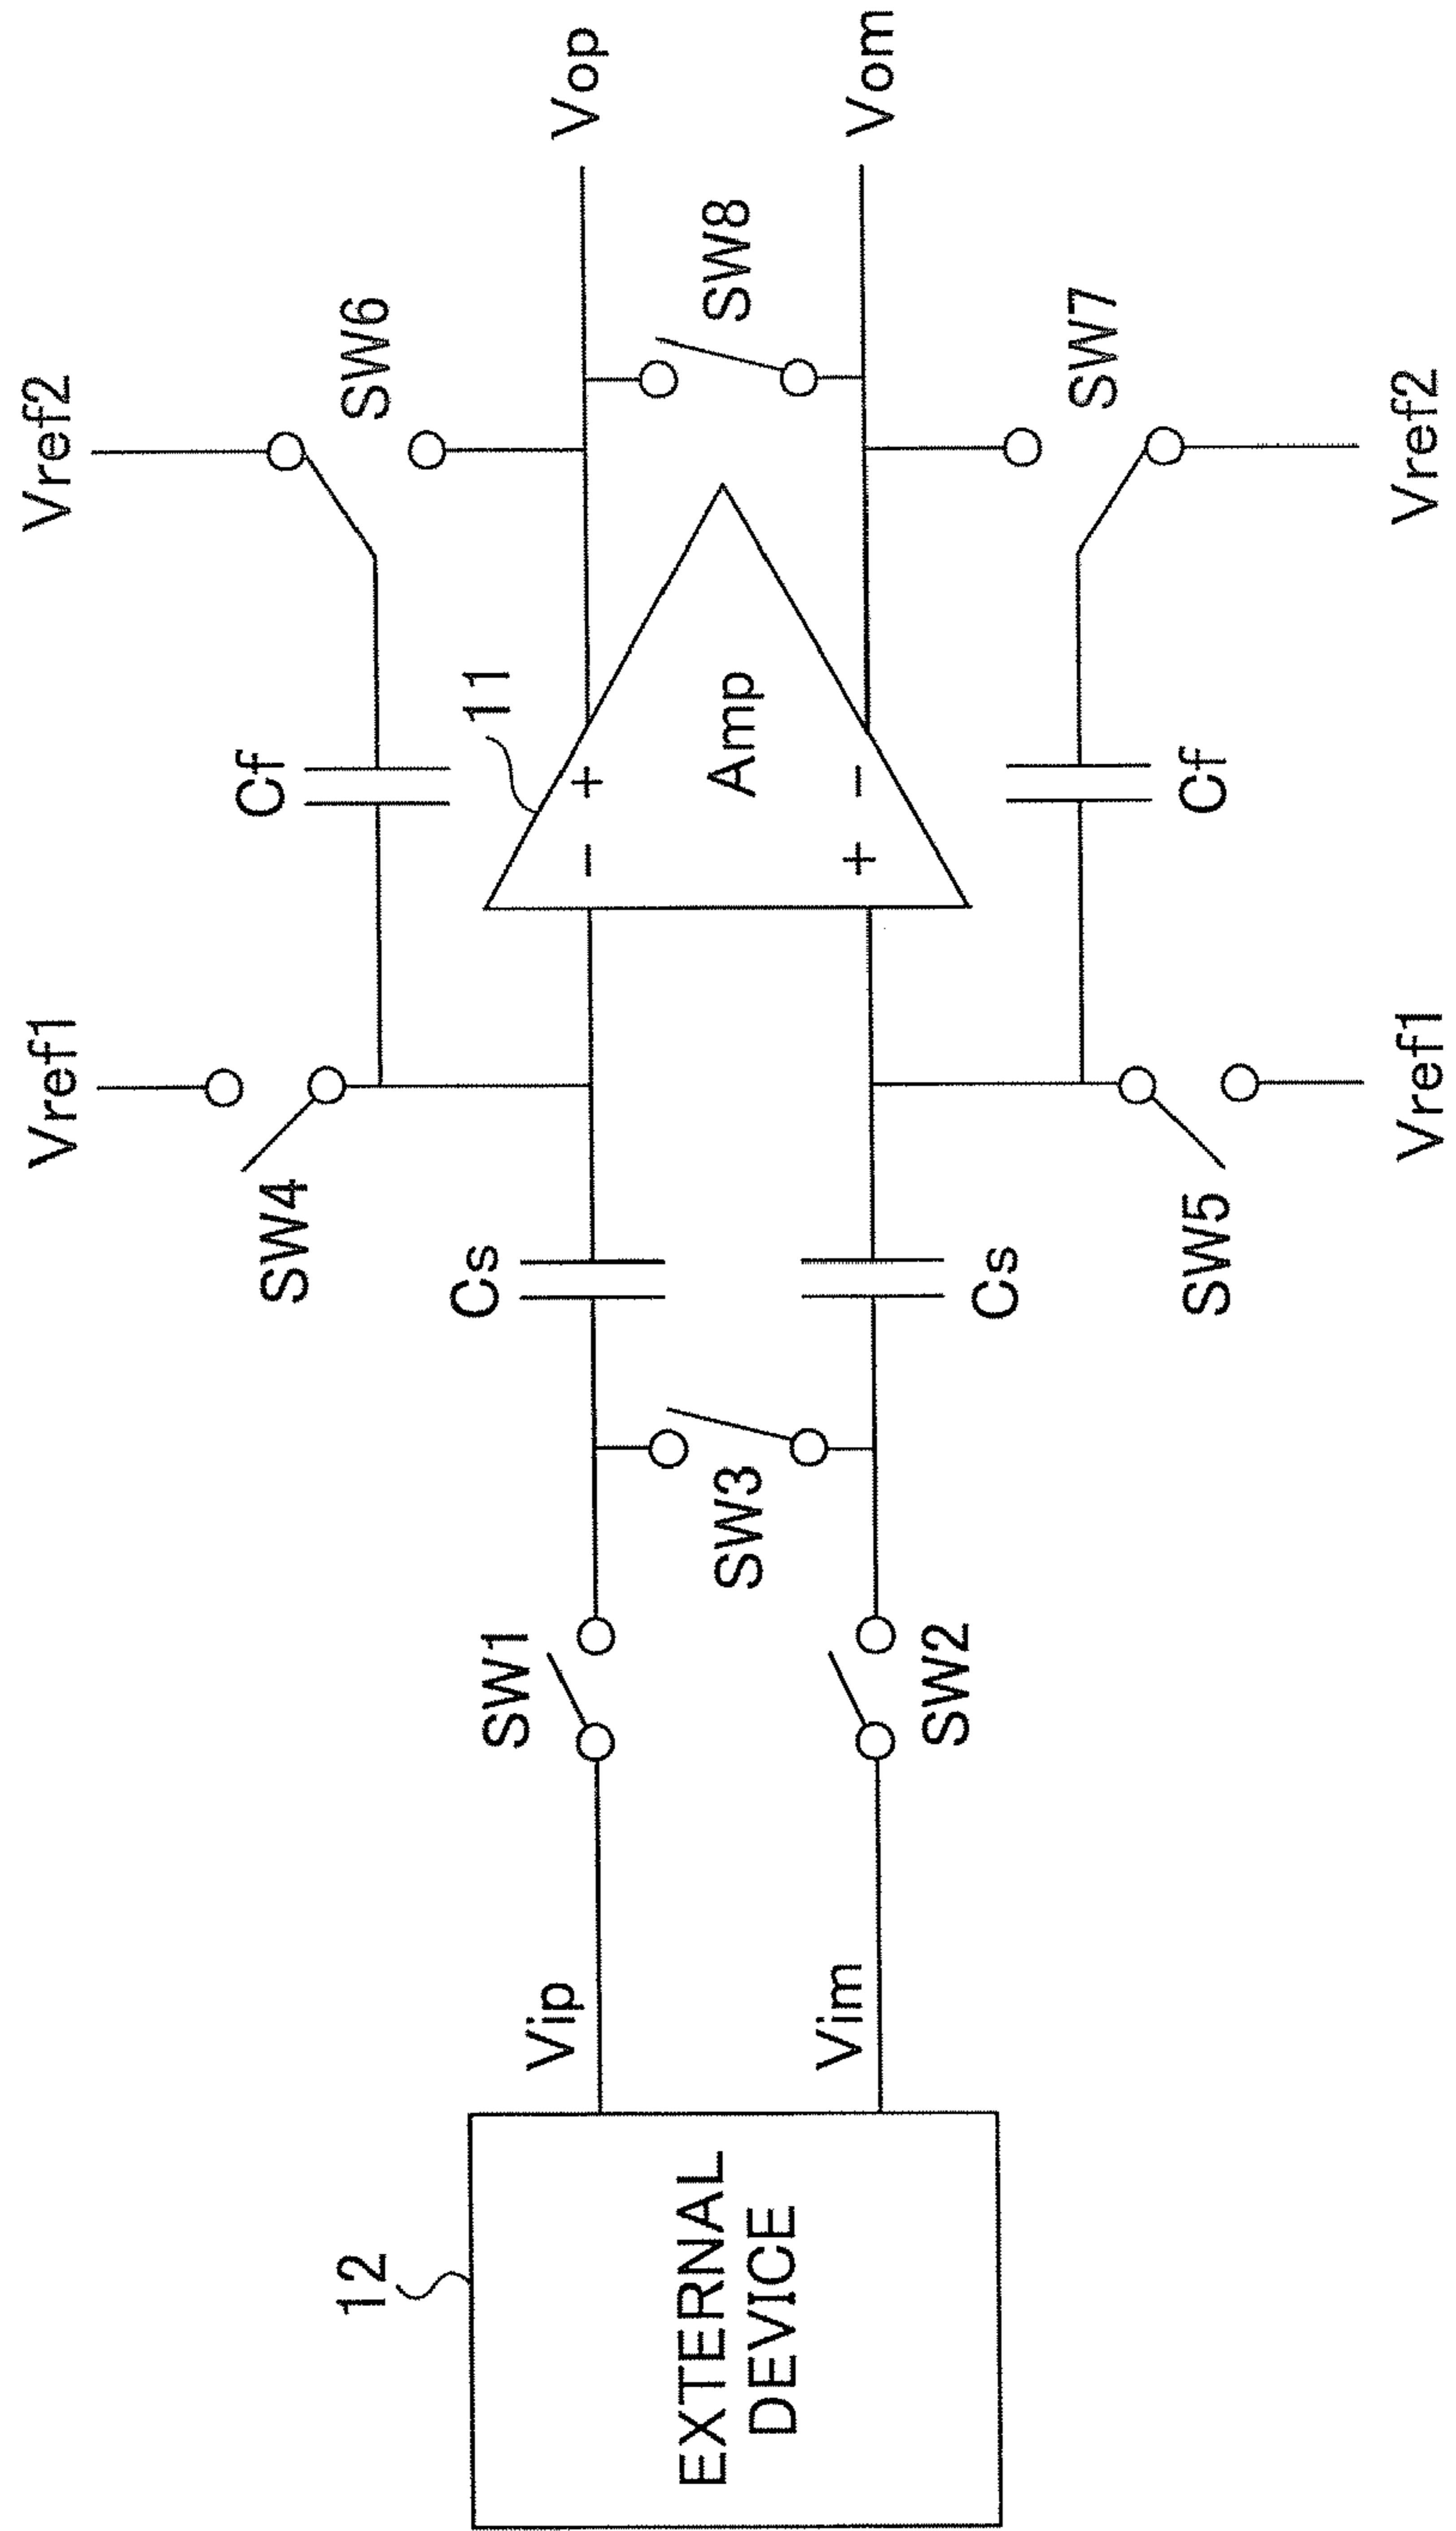 Vref1
Vref2
SW4
Cf
SW6
11
Vop
12
EXTERNAL
DEVICE
Vip
SW1
Cs
-
+
Amp
SW3
SW8
Vim
SW2
Cs
+
-
Vom
SW5
Cf
SW7
Vref1
Vref2